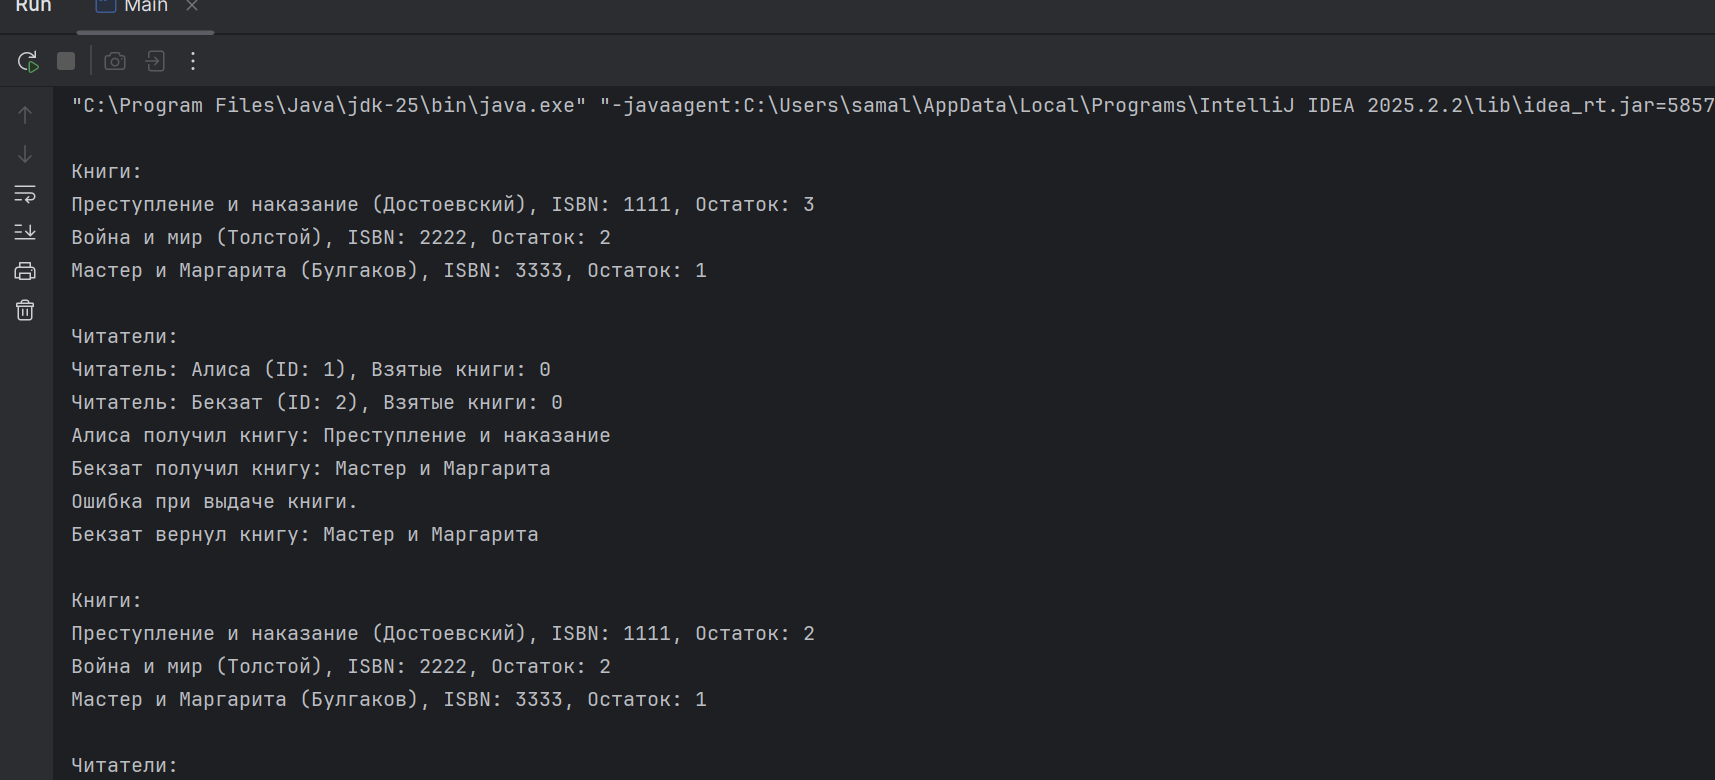 Run Main
"C:\Program Files\Java\jdk-25\bin\java.exe" "-javaagent:C:\Users\samal\AppData\Local\Programs\IntelliJ IDEA 2025.2.2\lib\idea_rt.jar=5857
Книги:
Преступление и наказание (Достоевский), ISBN: 1111, Остаток: 3
Война и мир (Толстой), ISBN: 2222, Остаток: 2
Мастер и Маргарита (Булгаков), ISBN: 3333, Остаток: 1
Читатели:
Читатель: Алиса (ID: 1), Взятые книги: 0
Читатель: Бекзат (ID: 2), Взятые книги: 0
Алиса получил книгу: Преступление и наказание
Бекзат получил книгу: Мастер и Маргарита
Ошибка при выдаче книги.
Бекзат вернул книгу: Мастер и Маргарита
Книги:
Преступление и наказание (Достоевский), ISBN: 1111, Остаток: 2
Война и мир (Толстой), ISBN: 2222, Остаток: 2
Мастер и Маргарита (Булгаков), ISBN: 3333, Остаток: 1
Читатели: